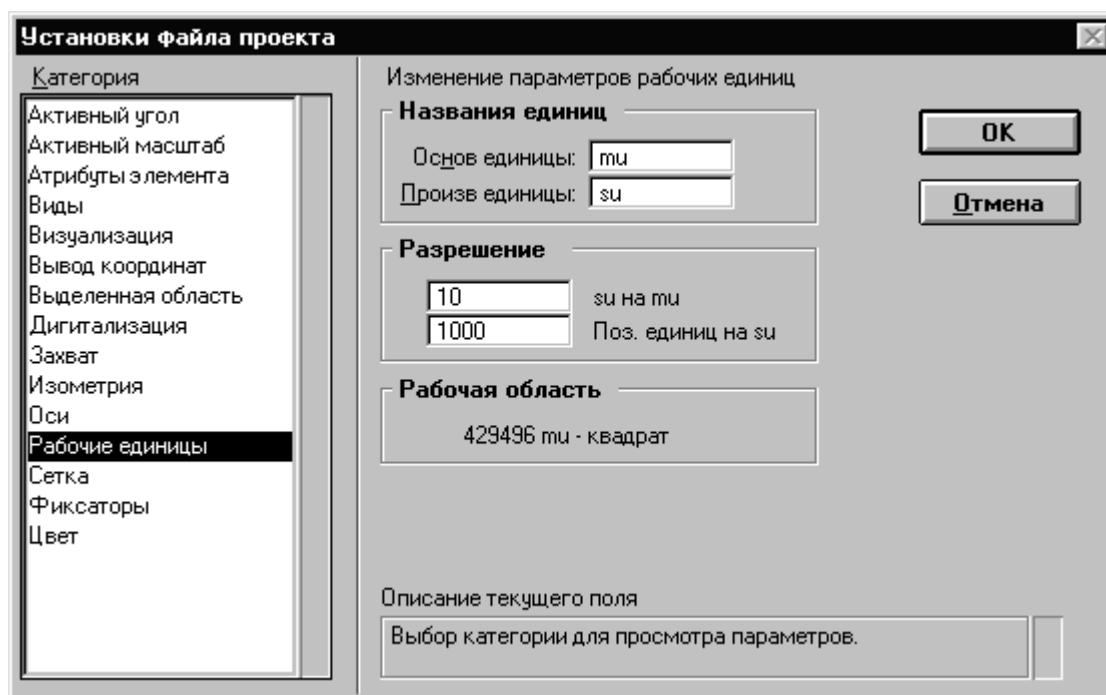 Установки файла проекта
Категория
Активный угол
Активный масштаб
Атрибуты элемента
Виды
Визуализация
Вывод координат
Выделенная область
Дигитализация
Захват
Изометрия
Оси
Рабочие единицы
Сетка
Фиксаторы
Цвет
Изменение параметров рабочих единиц
Названия единиц
Основ единицы: mu
Произв единицы: su
Разрешение
10 su на mu
1000 Поз. единиц на su
Рабочая область
429496 mu - квадрат
Описание текущего поля
Выбор категории для просмотра параметров.
OK
Отмена